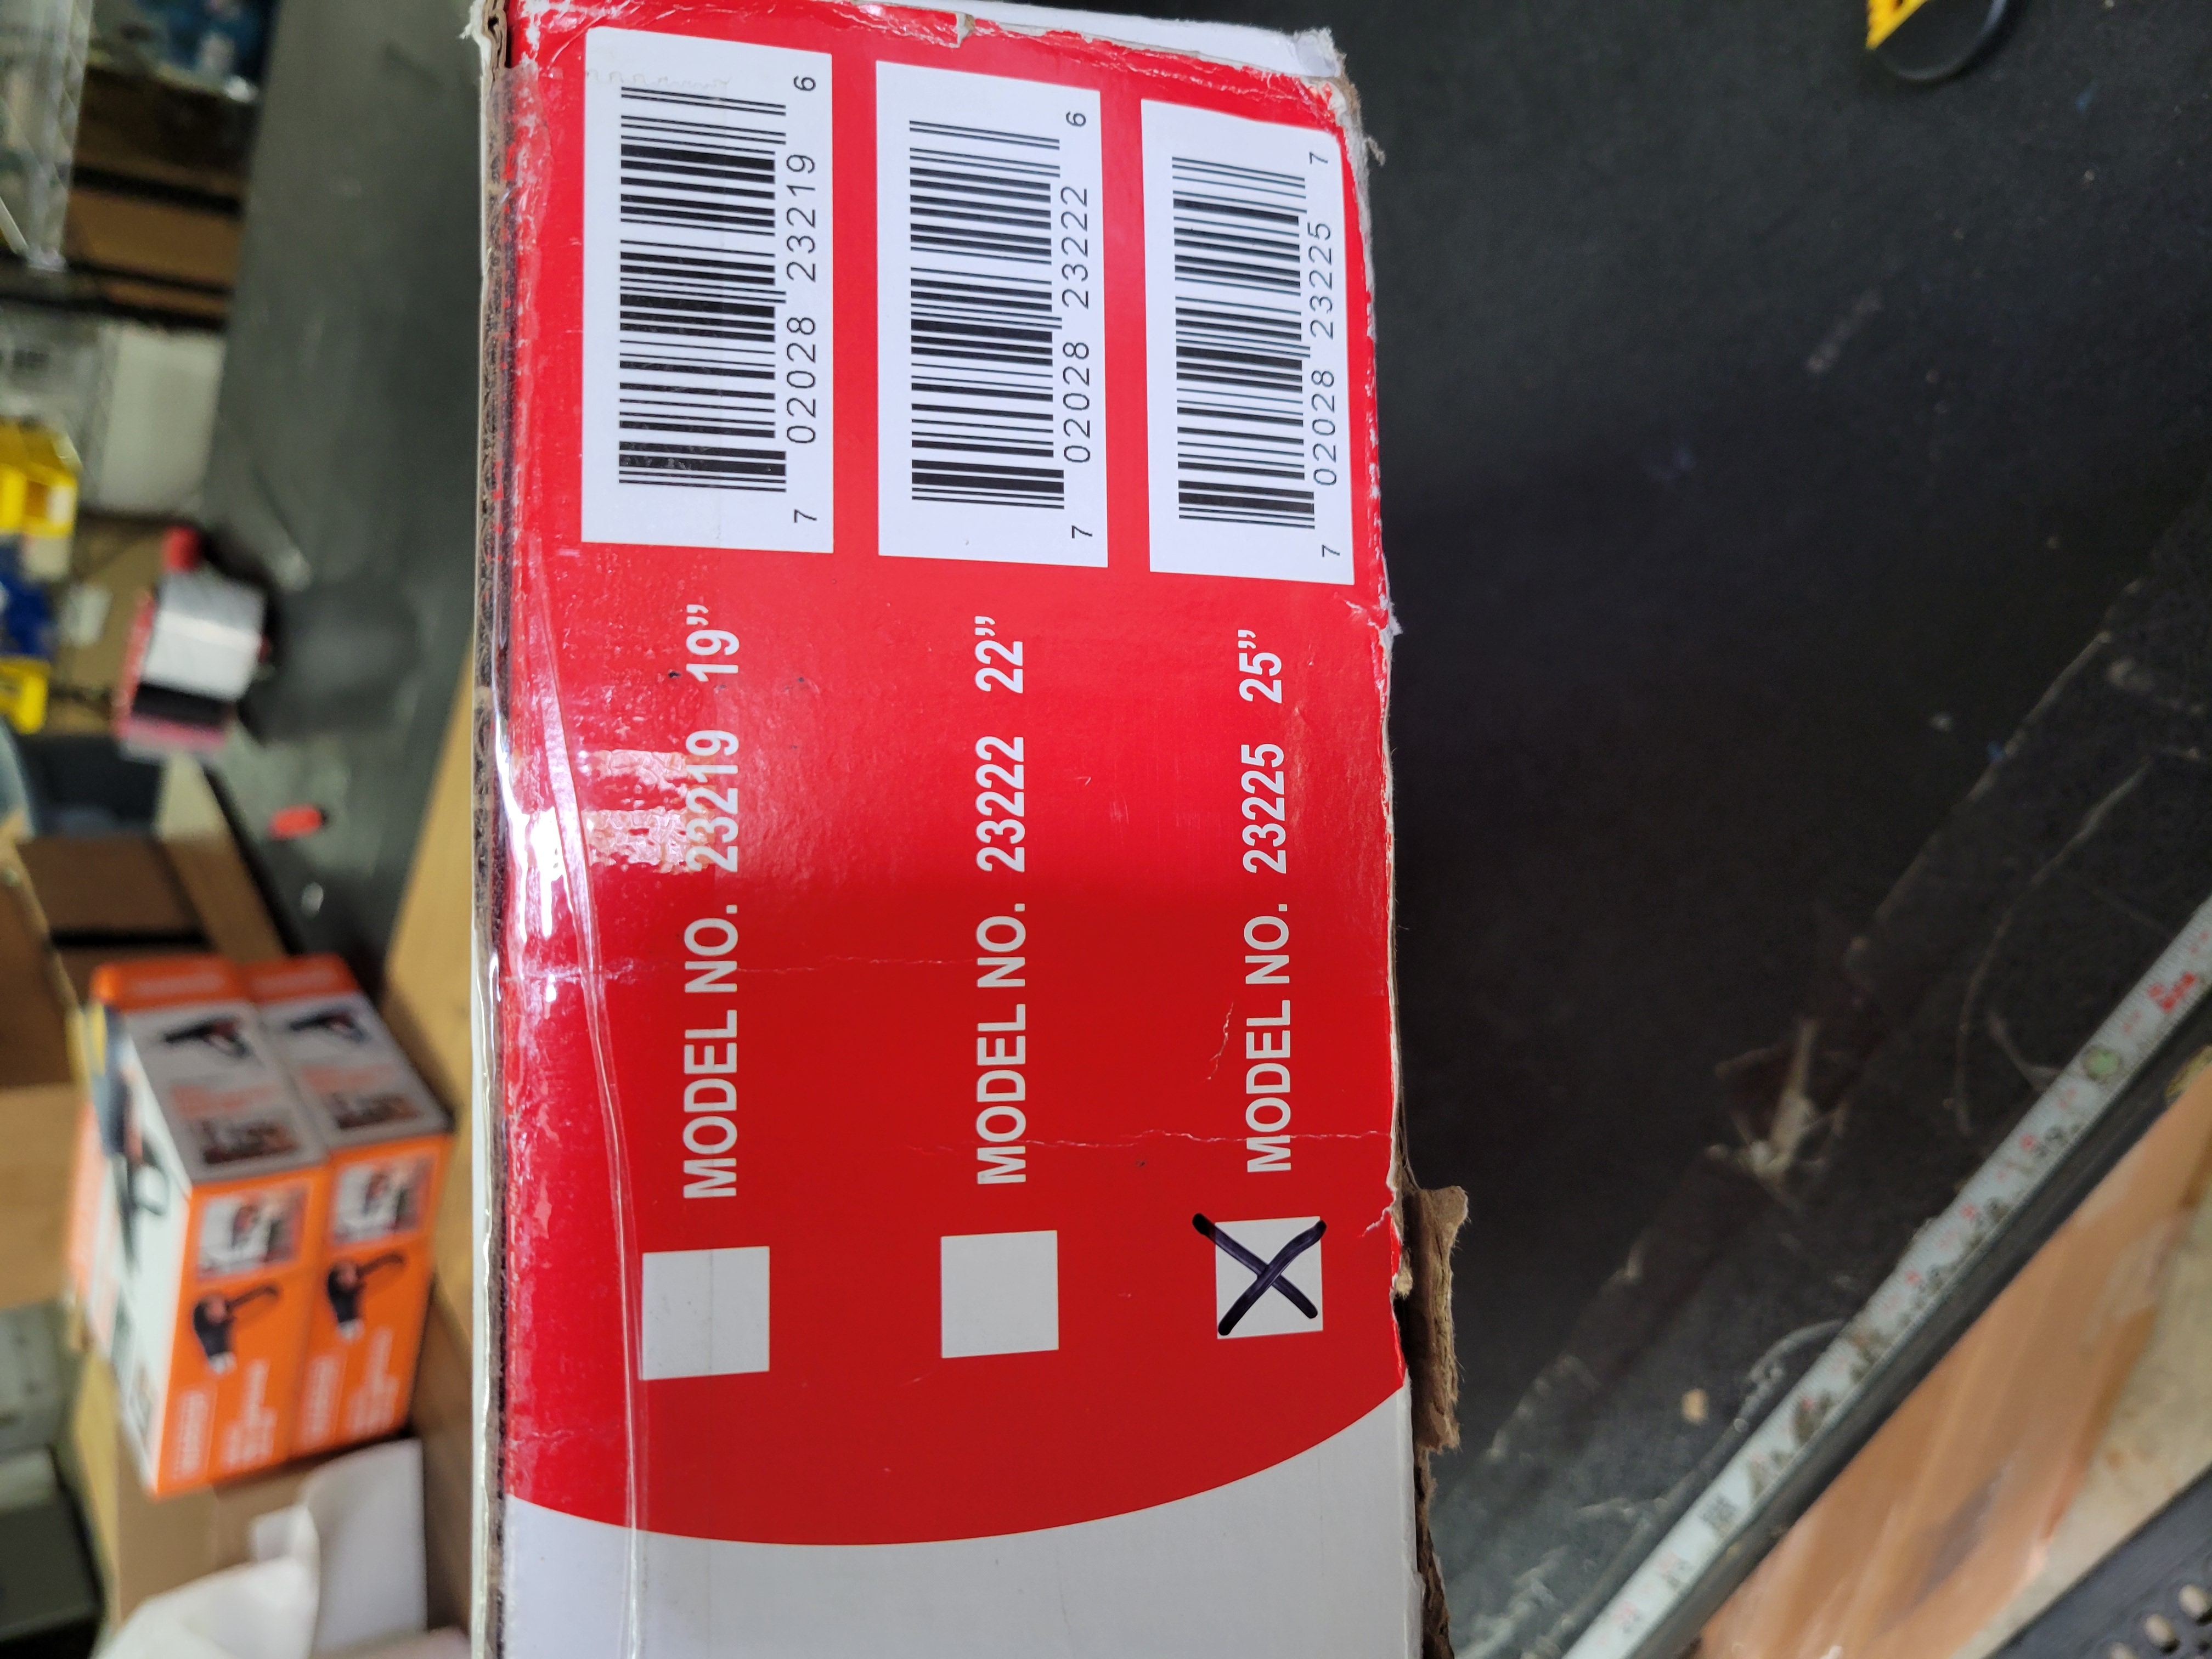 MODEL NO. 23219 19”
7 02028 23219 6
MODEL NO. 23222 22”
7 02028 23222 6
MODEL NO. 23225 25”
7 02028 23225 7